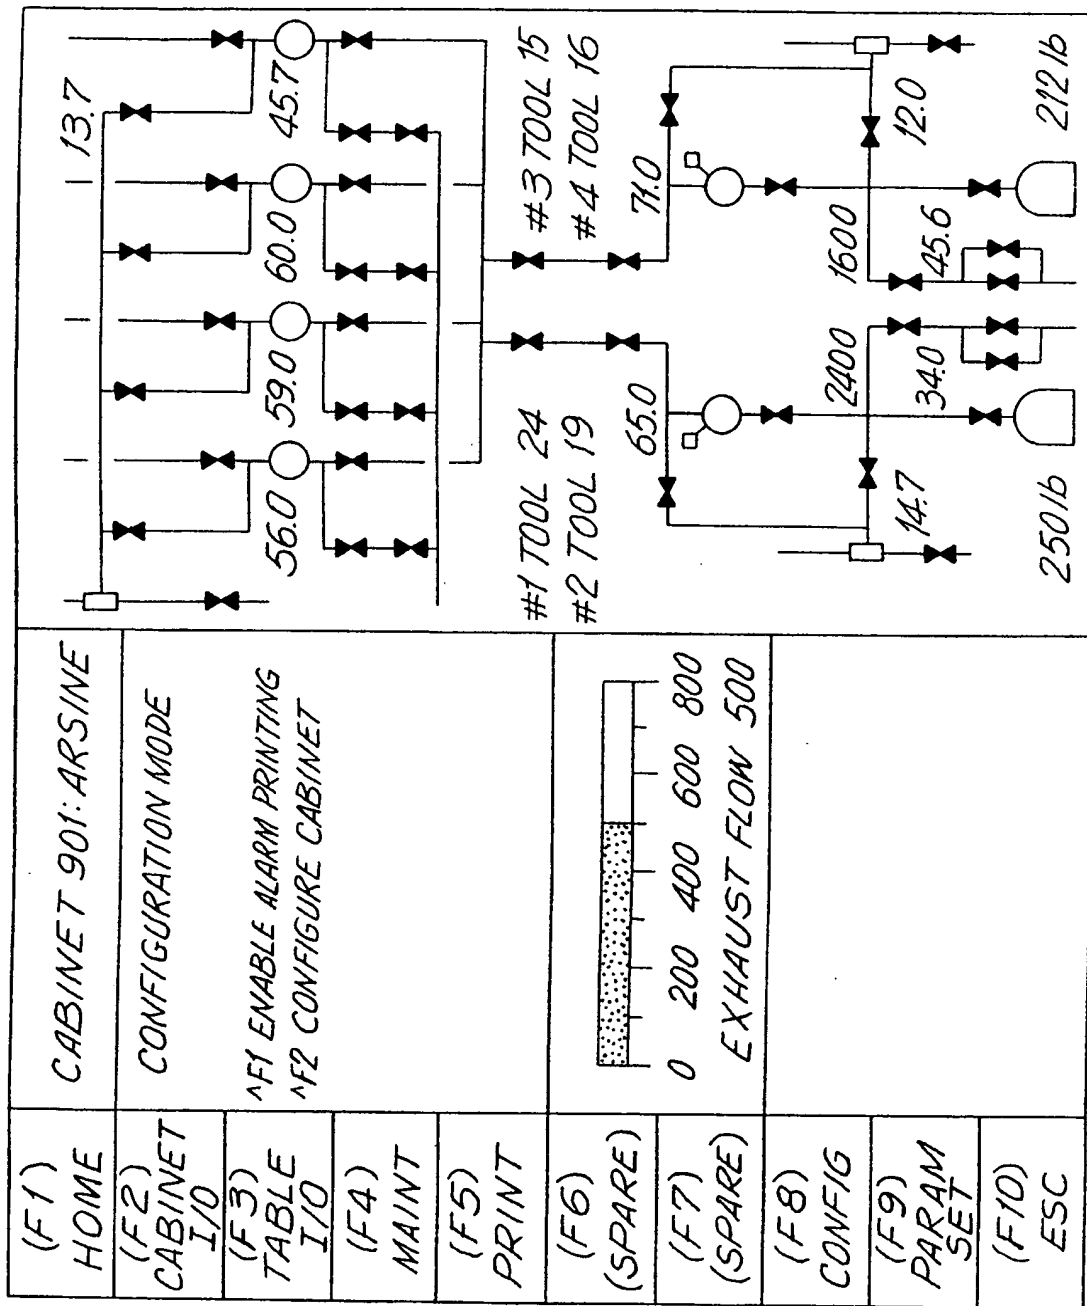 (F1)
HOME
(F2)
CABINET
I/O
(F3)
TABLE
I/O
(F4)
MAINT
(F5)
PRINT
(F6)
(SPARE)
(F7)
(SPARE)
(F8)
CONFIG
(F9)
PARAM
SET
(F10)
ESC
CABINET 901: ARSINE
CONFIGURATION MODE
^F1 ENABLE ALARM PRINTING
^F2 CONFIGURE CABINET
0 200 400 600 800
EXHAUST FLOW 500
13.7
56.0 59.0 60.0 45.7
#1 TOOL 24
#2 TOOL 19
#3 TOOL 15
#4 TOOL 16
65.0 71.0
2400 1600
14.7 34.0 45.6 12.0
250 lb 212 lb